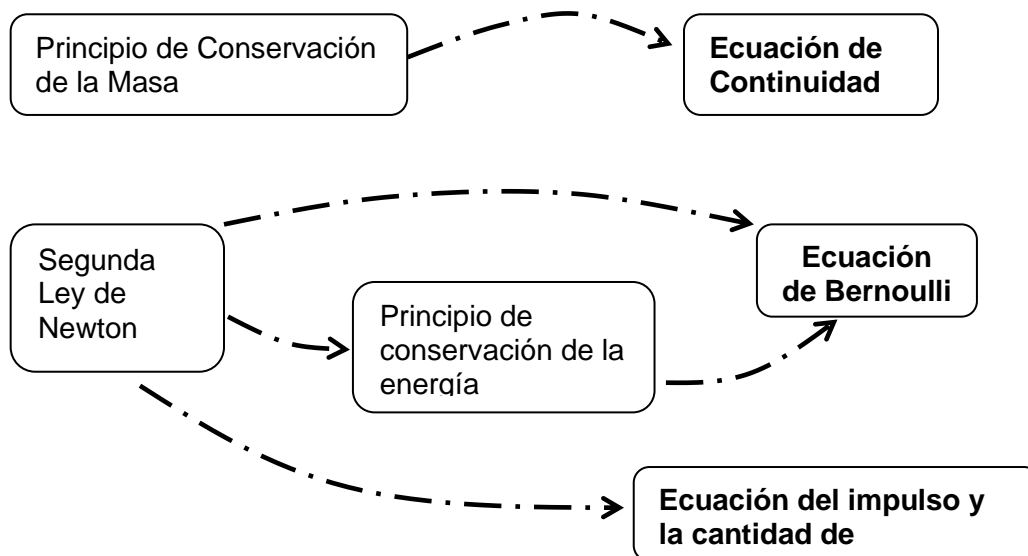 Principio de Conservación
de la Masa
Ecuación de
Continuidad
Segunda
Ley de
Newton
Principio de
conservación de la
energía
Ecuación
de Bernoulli
Ecuación del impulso y
la cantidad de